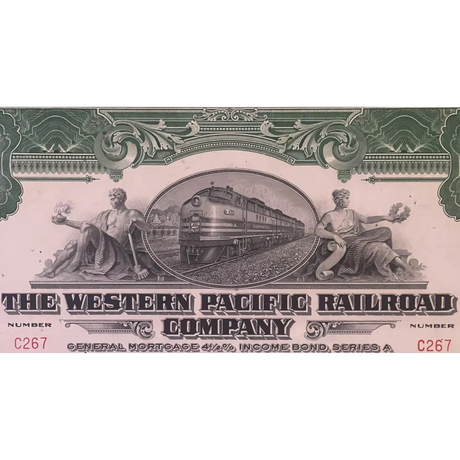 THE WESTERN PACIFIC RAILROAD
COMPANY
NUMBER
C267
NUMBER
C267
GENERAL MORTGAGE 4½% INCOME BOND, SERIES A